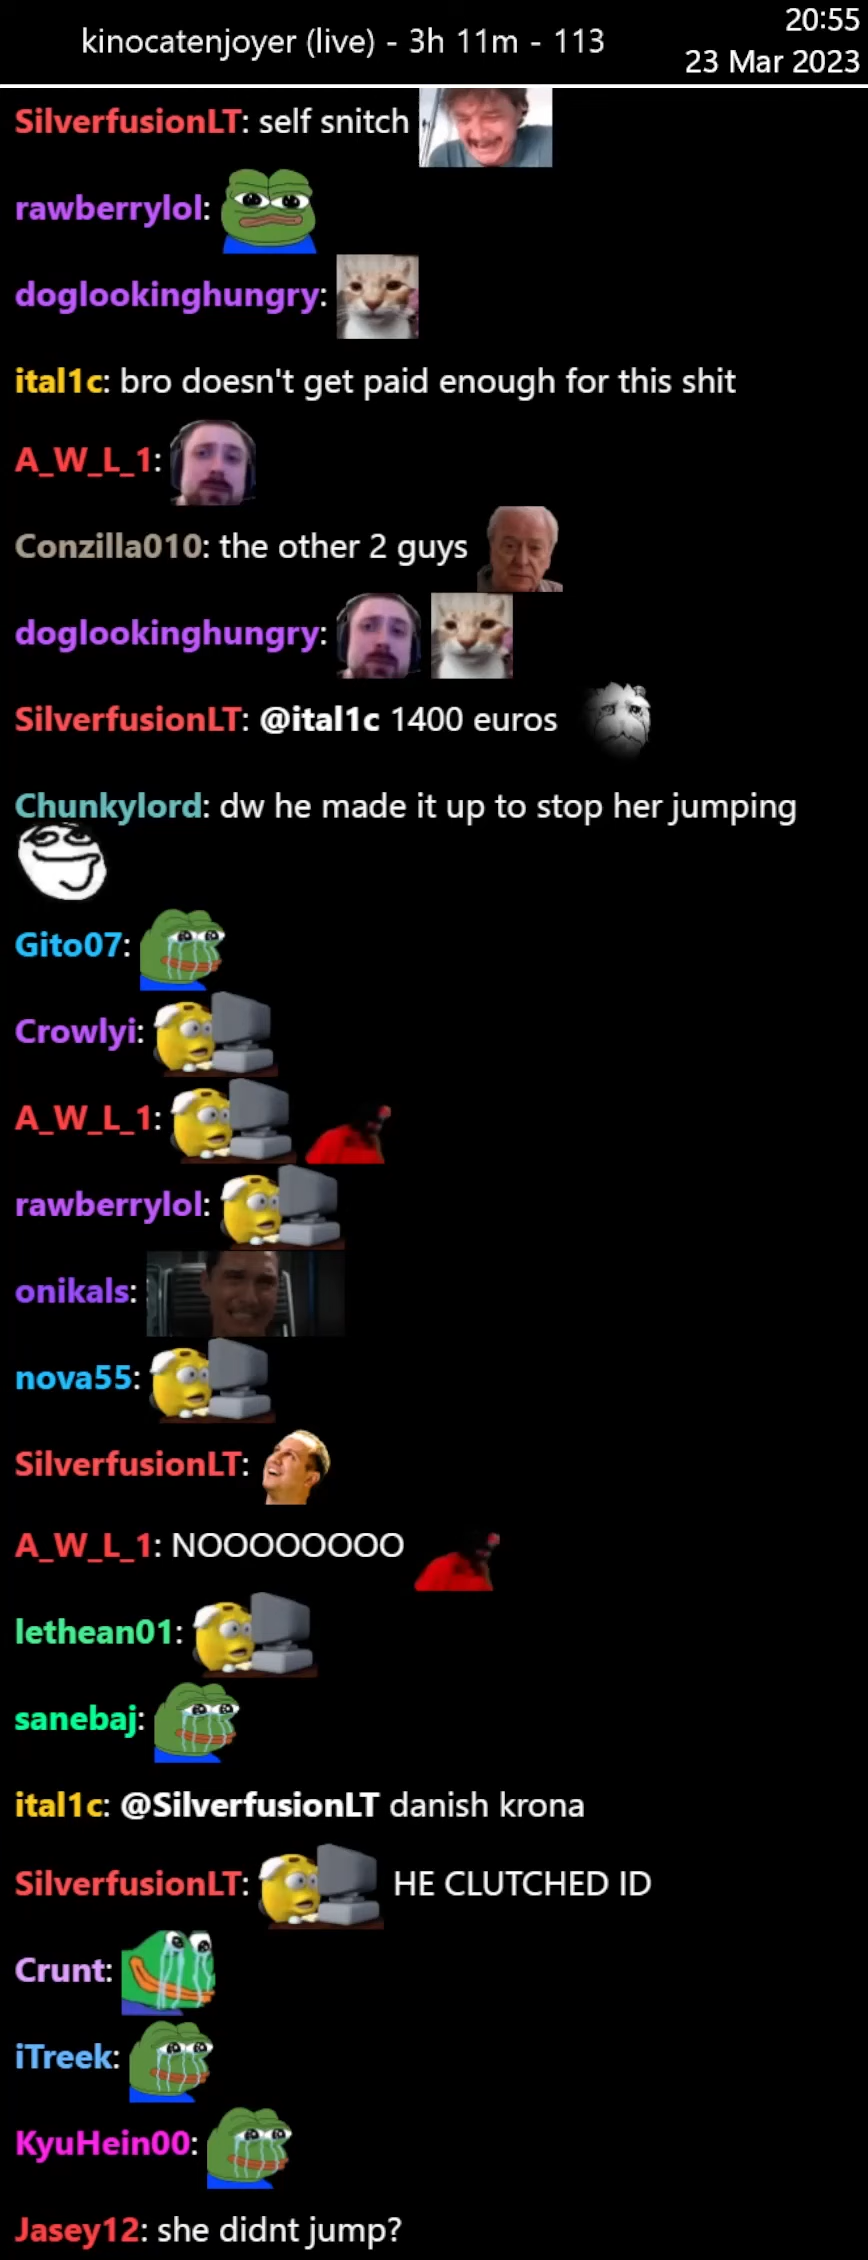 kinocatenjoyer (live) - 3h 11m - 113
20:55
23 Mar 2023
SilverfusionLT: self snitch
rawberrylol:
doglookinghungry:
ital1c: bro doesn't get paid enough for this shit
A_W_L_1:
Conzilla010: the other 2 guys
doglookinghungry:
SilverfusionLT: @ital1c 1400 euros
Chunkylord: dw he made it up to stop her jumping
Gito07:
Crowlyi:
A_W_L_1:
rawberrylol:
onikals:
nova55:
SilverfusionLT:
A_W_L_1: NOOOOOOOO
lethean01:
sanebaj:
ital1c: @SilverfusionLT danish krona
SilverfusionLT: HE CLUTCHED ID
Crunt:
iTreek:
KyuHein00:
Jasey12: she didnt jump?